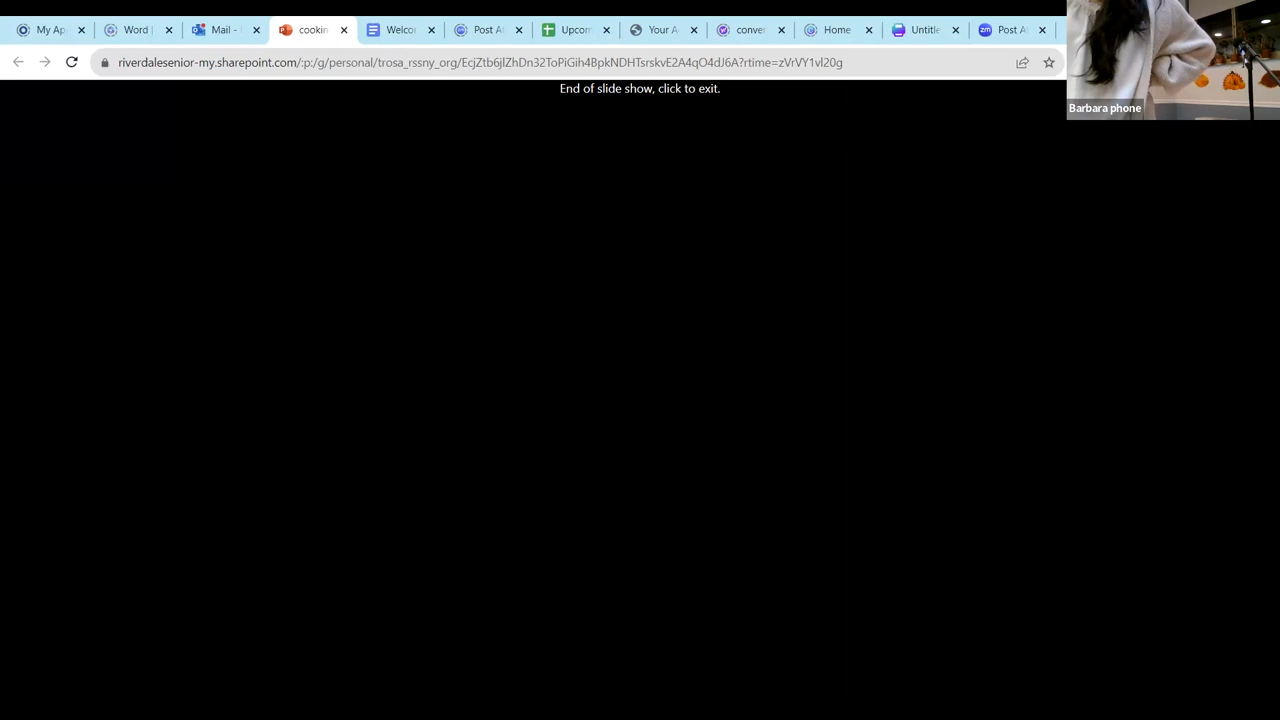 My Ap
Word |
Mail -
cookin
Welco
Post A
Upcom
Your A
conver
Home
Untitle
Post A
riverdalesenior-my.sharepoint.com/:p:/g/personal/trosa_rssny_org/EcjZtb6jlZhDn32ToPiGih4BpkNDHTsrskvE2A4qO4dJ6A?rtime=zVrVY1vl20g
End of slide show, click to exit.
Barbara phone